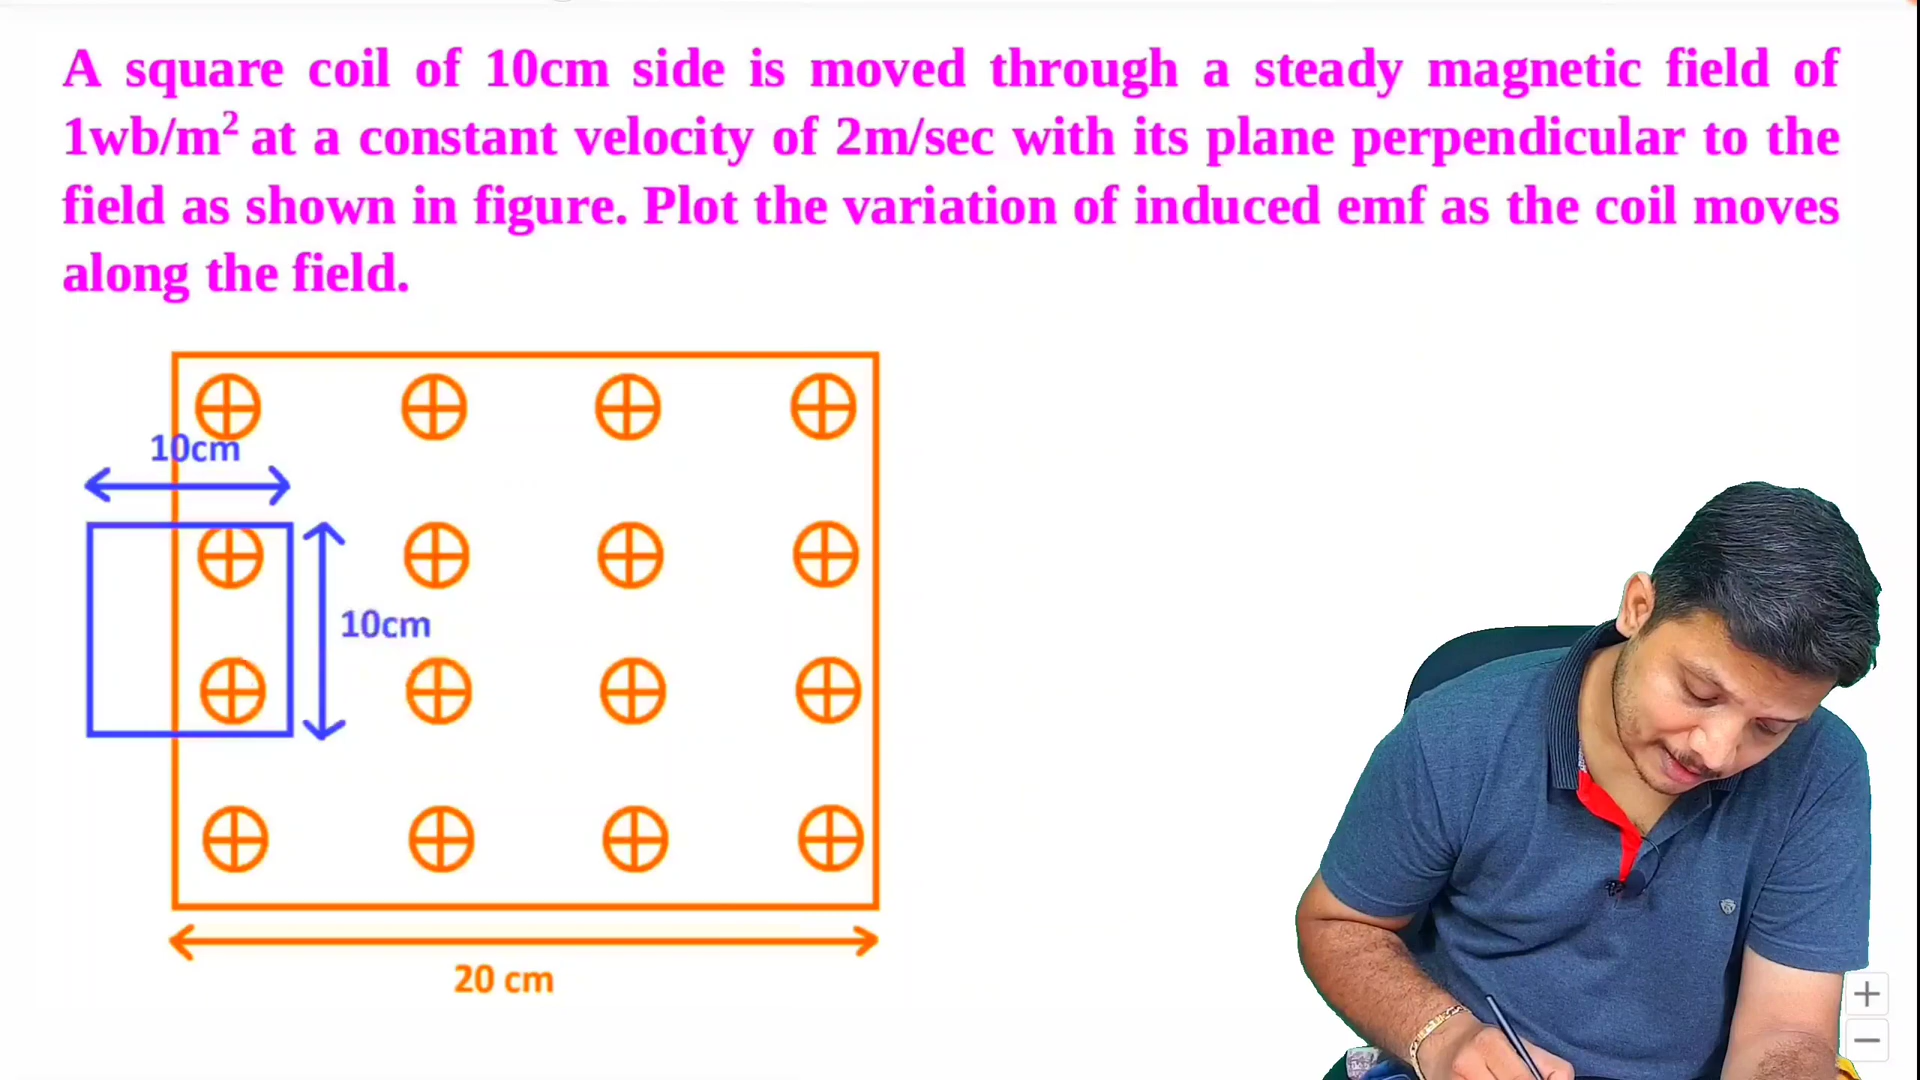 A square coil of 10cm side is moved through a steady magnetic field of
1wb/m² at a constant velocity of 2m/sec with its plane perpendicular to the
field as shown in figure. Plot the variation of induced emf as the coil moves
along the field.
10cm
10cm
20 cm